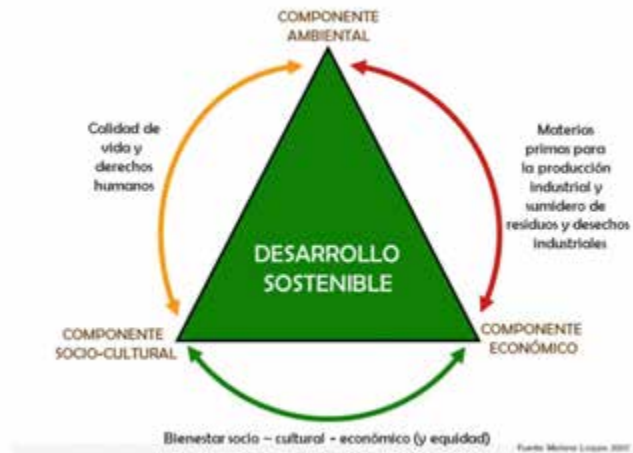 COMPONENTE
AMBIENTAL
Calidad de
vida y
derechos
humanos
Materias
primas para
la producción
industrial y
sumidero de
residuos y desechos
industriales
DESARROLLO
SOSTENIBLE
COMPONENTE
SOCIO-CULTURAL
COMPONENTE
ECONÓMICO
Bienestar socio – cultural - económico (y equidad)
Fuente: